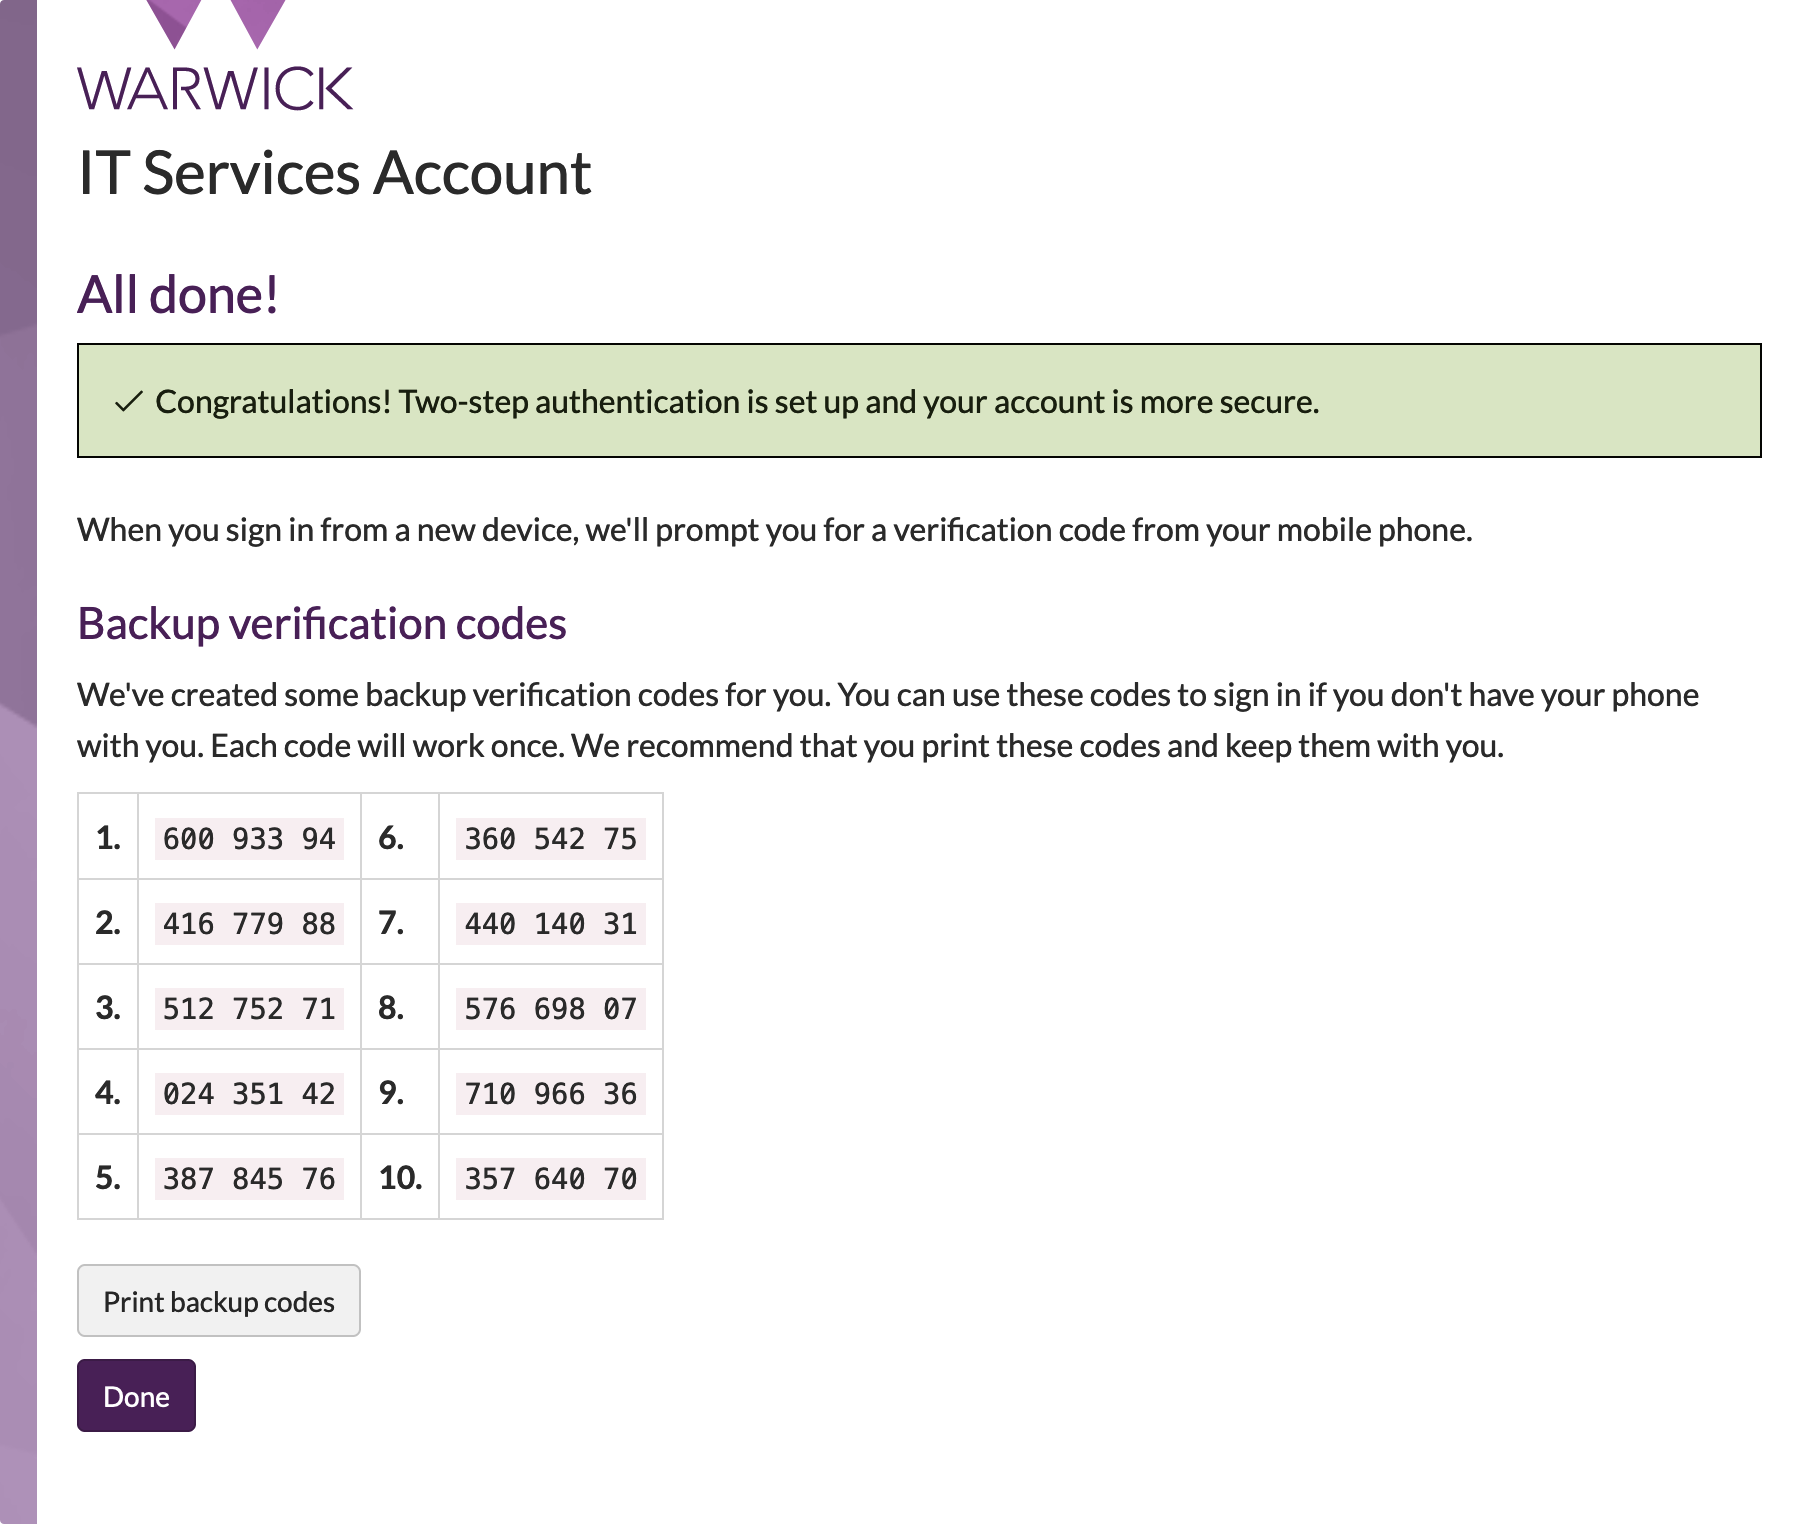 WARWICK
IT Services Account
All done!
✓ Congratulations! Two-step authentication is set up and your account is more secure.
When you sign in from a new device, we'll prompt you for a verification code from your mobile phone.
Backup verification codes
We've created some backup verification codes for you. You can use these codes to sign in if you don't have your phone
with you. Each code will work once. We recommend that you print these codes and keep them with you.
1. 600 933 94 6. 360 542 75
2. 416 779 88 7. 440 140 31
3. 512 752 71 8. 576 698 07
4. 024 351 42 9. 710 966 36
5. 387 845 76 10. 357 640 70
Print backup codes
Done